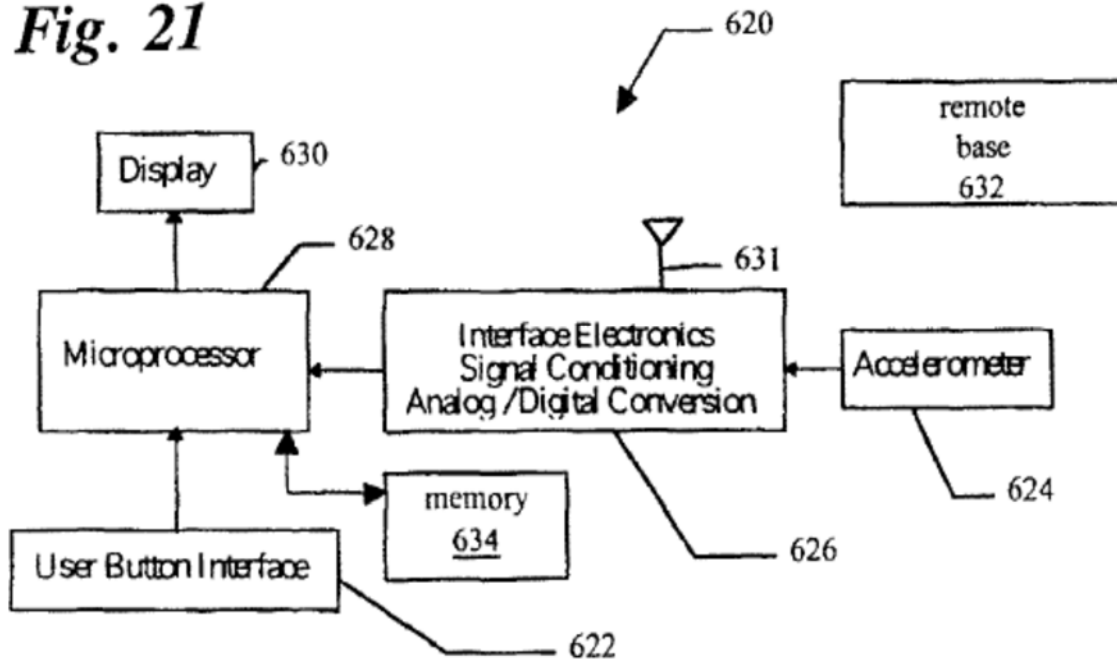 Fig. 21
620
remote
base
632
Display
630
628
631
Microprocessor
Interface Electronics
Signal Conditioning
Analog /Digital Conversion
Accelerometer
624
memory
634
626
User Button Interface
622